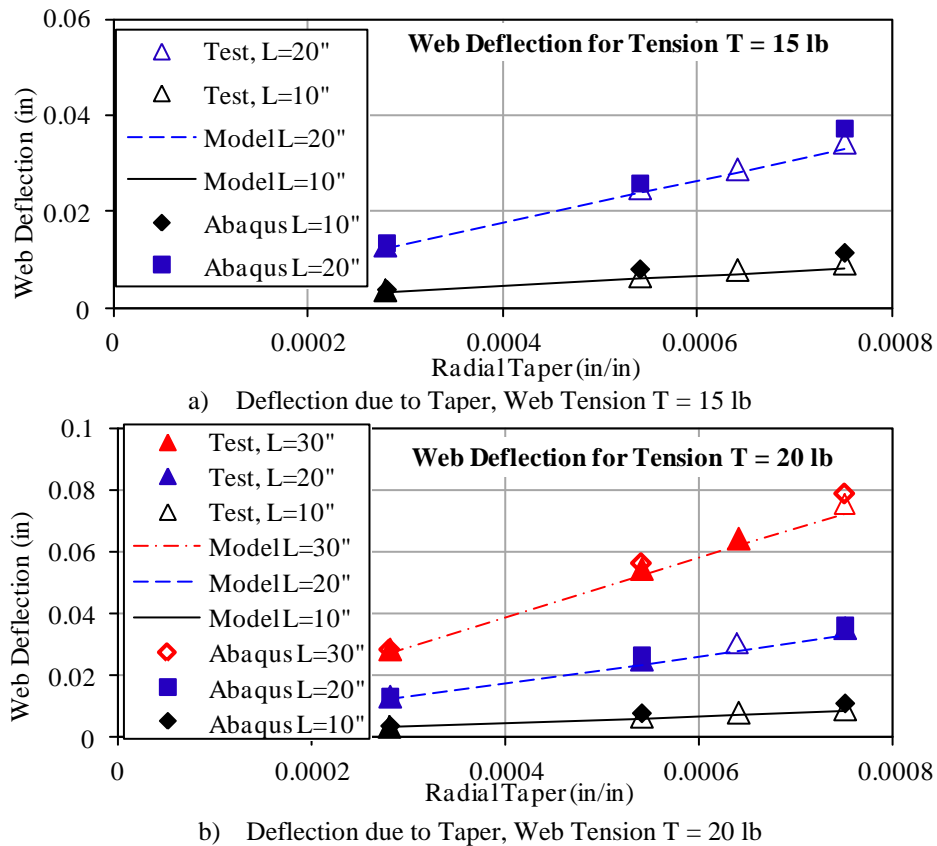 0.06
Web Deflection for Tension T = 15 lb
Test, L=20"
Test, L=10"
Model L=20"
Model L=10"
Abaqus L=10"
Abaqus L=20"
0.04
0.02
0
Web Deflection (in)
0 0.0002 0.0004 0.0006 0.0008
Radial Taper (in/in)
a) Deflection due to Taper, Web Tension T = 15 lb
0.1
Web Deflection for Tension T = 20 lb
Test, L=30"
Test, L=20"
Test, L=10"
Model L=30"
Model L=20"
Model L=10"
Abaqus L=30"
Abaqus L=20"
Abaqus L=10"
0.08
0.06
0.04
0.02
0
Web Deflection (in)
0 0.0002 0.0004 0.0006 0.0008
Radial Taper (in/in)
b) Deflection due to Taper, Web Tension T = 20 lb